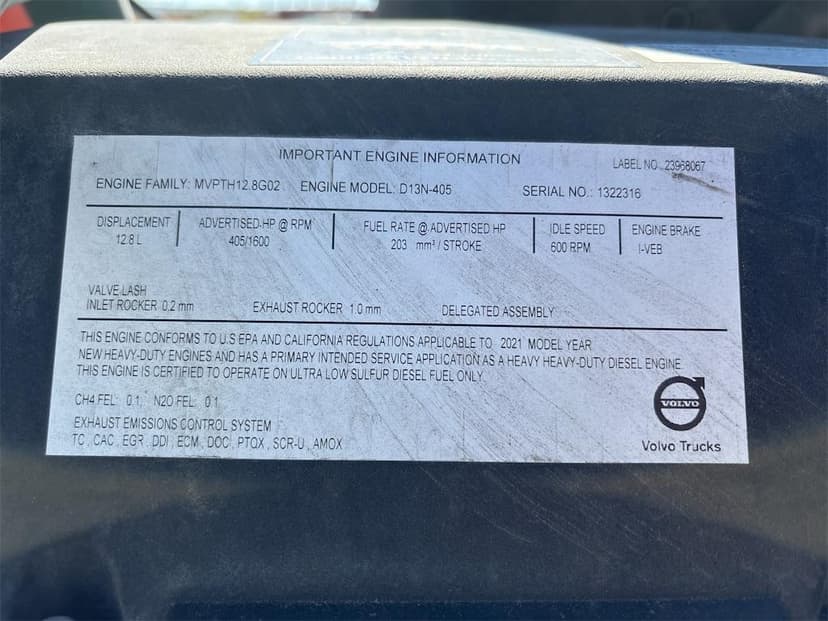 IMPORTANT ENGINE INFORMATION
LABEL NO. 23968067
ENGINE FAMILY: MVPTH12.8G02 ENGINE MODEL: D13N-405 SERIAL NO.: 1322316
DISPLACEMENT ADVERTISED-HP @ RPM FUEL RATE @ ADVERTISED HP IDLE SPEED ENGINE BRAKE
12.8 L 405/1600 203 mm³ / STROKE 600 RPM I-VEB
VALVE LASH
INLET ROCKER 0.2 mm EXHAUST ROCKER 1.0 mm DELEGATED ASSEMBLY
THIS ENGINE CONFORMS TO U.S EPA AND CALIFORNIA REGULATIONS APPLICABLE TO 2021 MODEL YEAR
NEW HEAVY-DUTY ENGINES AND HAS A PRIMARY INTENDED SERVICE APPLICATION AS A HEAVY HEAVY-DUTY DIESEL ENGINE.
THIS ENGINE IS CERTIFIED TO OPERATE ON ULTRA LOW SULFUR DIESEL FUEL ONLY.
CH4 FEL: 0.1, N2O FEL: 0.1
EXHAUST EMISSIONS CONTROL SYSTEM
TC, CAC, EGR, DDI, ECM, DOC, PTOX, SCR-U, AMOX
VOLVO
Volvo Trucks